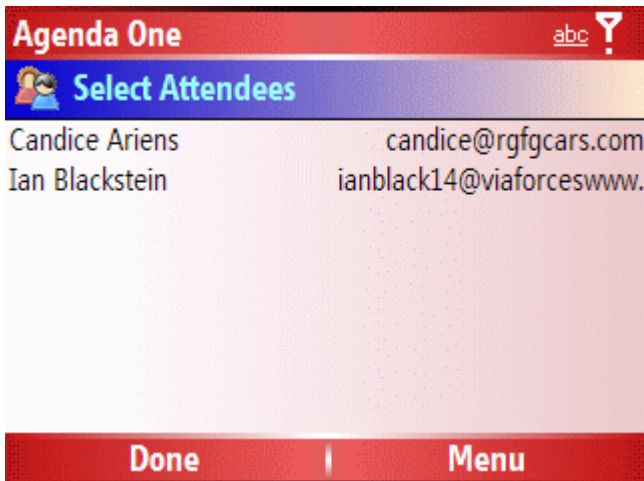 Agenda One abc
Select Attendees
Candice Ariens candice@rgfgcars.com
Ian Blackstein ianblack14@viaforceswww.
Done Menu